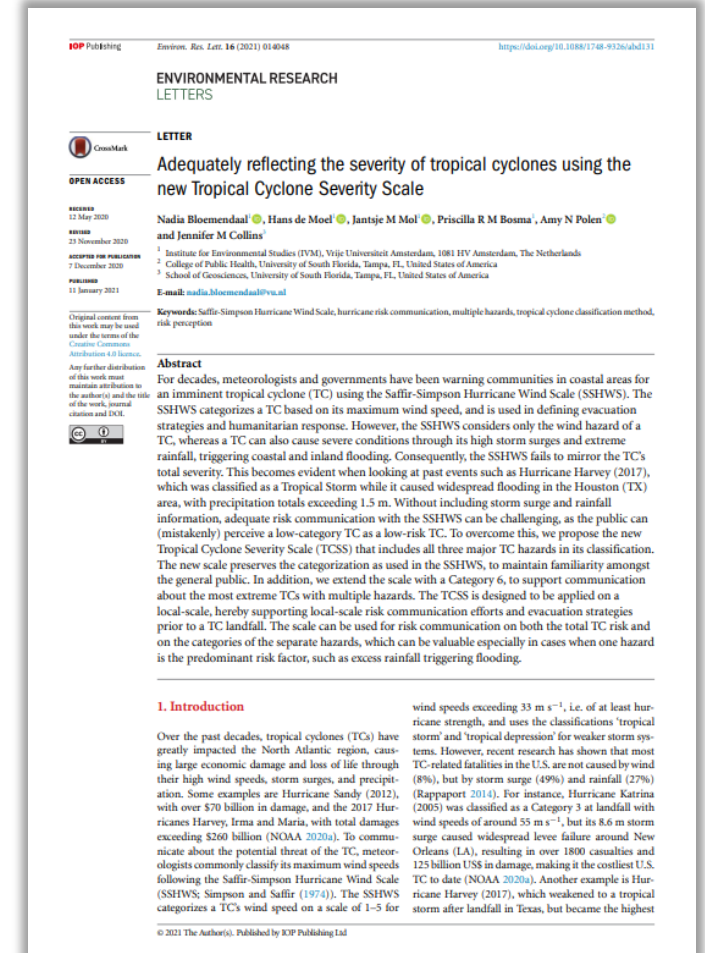 IOP Publishing
Environ. Res. Lett. 16 (2021) 014048
https://doi.org/10.1088/1748-9326/abd131
ENVIRONMENTAL RESEARCH
LETTERS
CrossMark
OPEN ACCESS
RECEIVED
12 May 2020
REVISED
23 November 2020
ACCEPTED FOR PUBLICATION
7 December 2020
PUBLISHED
11 January 2021
Original content from
this work may be used
under the terms of the
Creative Commons
Attribution 4.0 licence.
Any further distribution
of this work must
maintain attribution to
the author(s) and the title
of the work, journal
citation and DOI.
cc
BY
LETTER
Adequately reflecting the severity of tropical cyclones using the
new Tropical Cyclone Severity Scale
Nadia Bloemendaal1, Hans de Moel1, Jantsje M Mol1, Priscilla R M Bosma1, Amy N Polen2
and Jennifer M Collins3
1 Institute for Environmental Studies (IVM), Vrije Universiteit Amsterdam, 1081 HV Amsterdam, The Netherlands
2 College of Public Health, University of South Florida, Tampa, FL, United States of America
3 School of Geosciences, University of South Florida, Tampa, FL, United States of America
E-mail: nadia.bloemendaal@vu.nl
Keywords: Saffir-Simpson Hurricane Wind Scale, hurricane risk communication, multiple hazards, tropical cyclone classification method,
risk perception
Abstract
For decades, meteorologists and governments have been warning communities in coastal areas for
an imminent tropical cyclone (TC) using the Saffir-Simpson Hurricane Wind Scale (SSHWS). The
SSHWS categorizes a TC based on its maximum wind speed, and is used in defining evacuation
strategies and humanitarian response. However, the SSHWS considers only the wind hazard of a
TC, whereas a TC can also cause severe conditions through its high storm surges and extreme
rainfall, triggering coastal and inland flooding. Consequently, the SSHWS fails to mirror the TC's
total severity. This becomes evident when looking at past events such as Hurricane Harvey (2017),
which was classified as a Tropical Storm while it caused widespread flooding in the Houston (TX)
area, with precipitation totals exceeding 1.5 m. Without including storm surge and rainfall
information, adequate risk communication with the SSHWS can be challenging, as the public can
(mistakenly) perceive a low-category TC as a low-risk TC. To overcome this, we propose the new
Tropical Cyclone Severity Scale (TCSS) that includes all three major TC hazards in its classification.
The new scale preserves the categorization as used in the SSHWS, to maintain familiarity amongst
the general public. In addition, we extend the scale with a Category 6, to support communication
about the most extreme TCs with multiple hazards. The TCSS is designed to be applied on a
local-scale, hereby supporting local-scale risk communication efforts and evacuation strategies
prior to a TC landfall. The scale can be used for risk communication on both the total TC risk and
on the categories of the separate hazards, which can be valuable especially in cases when one hazard
is the predominant risk factor, such as excess rainfall triggering flooding.
1. Introduction
Over the past decades, tropical cyclones (TCs) have
greatly impacted the North Atlantic region, caus-
ing large economic damage and loss of life through
their high wind speeds, storm surges, and precipit-
ation. Some examples are Hurricane Sandy (2012),
with over $70 billion in damage, and the 2017 Hur-
ricanes Harvey, Irma and Maria, with total damages
exceeding $260 billion (NOAA 2020a). To commu-
nicate about the potential threat of the TC, meteor-
ologists commonly classify its maximum wind speeds
following the Saffir-Simpson Hurricane Wind Scale
(SSHWS; Simpson and Saffir (1974)). The SSHWS
categorizes a TC's wind speed on a scale of 1–5 for
wind speeds exceeding 33 m s−1, i.e. of at least hur-
ricane strength, and uses the classifications 'tropical
storm' and 'tropical depression' for weaker storm sys-
tems. However, recent research has shown that most
TC-related fatalities in the U.S. are not caused by wind
(8%), but by storm surge (49%) and rainfall (27%)
(Rappaport 2014). For instance, Hurricane Katrina
(2005) was classified as a Category 3 at landfall with
wind speeds of around 55 m s−1, but its 8.6 m storm
surge caused widespread levee failure around New
Orleans (LA), resulting in over 1800 casualties and
125 billion US$ in damage, making it the costliest U.S.
TC to date (NOAA 2020a). Another example is Hur-
ricane Harvey (2017), which weakened to a tropical
storm after landfall in Texas, but became the highest
© 2021 The Author(s). Published by IOP Publishing Ltd